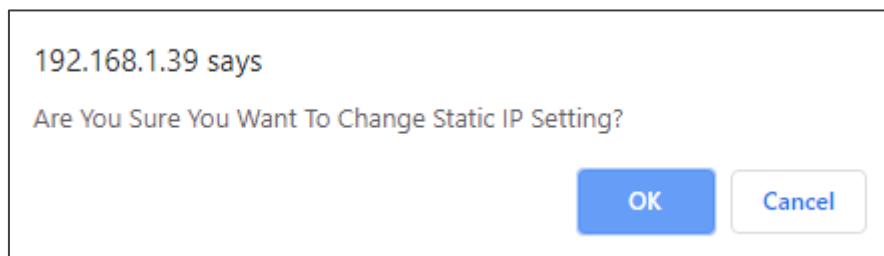 192.168.1.39 says
Are You Sure You Want To Change Static IP Setting?
OK
Cancel